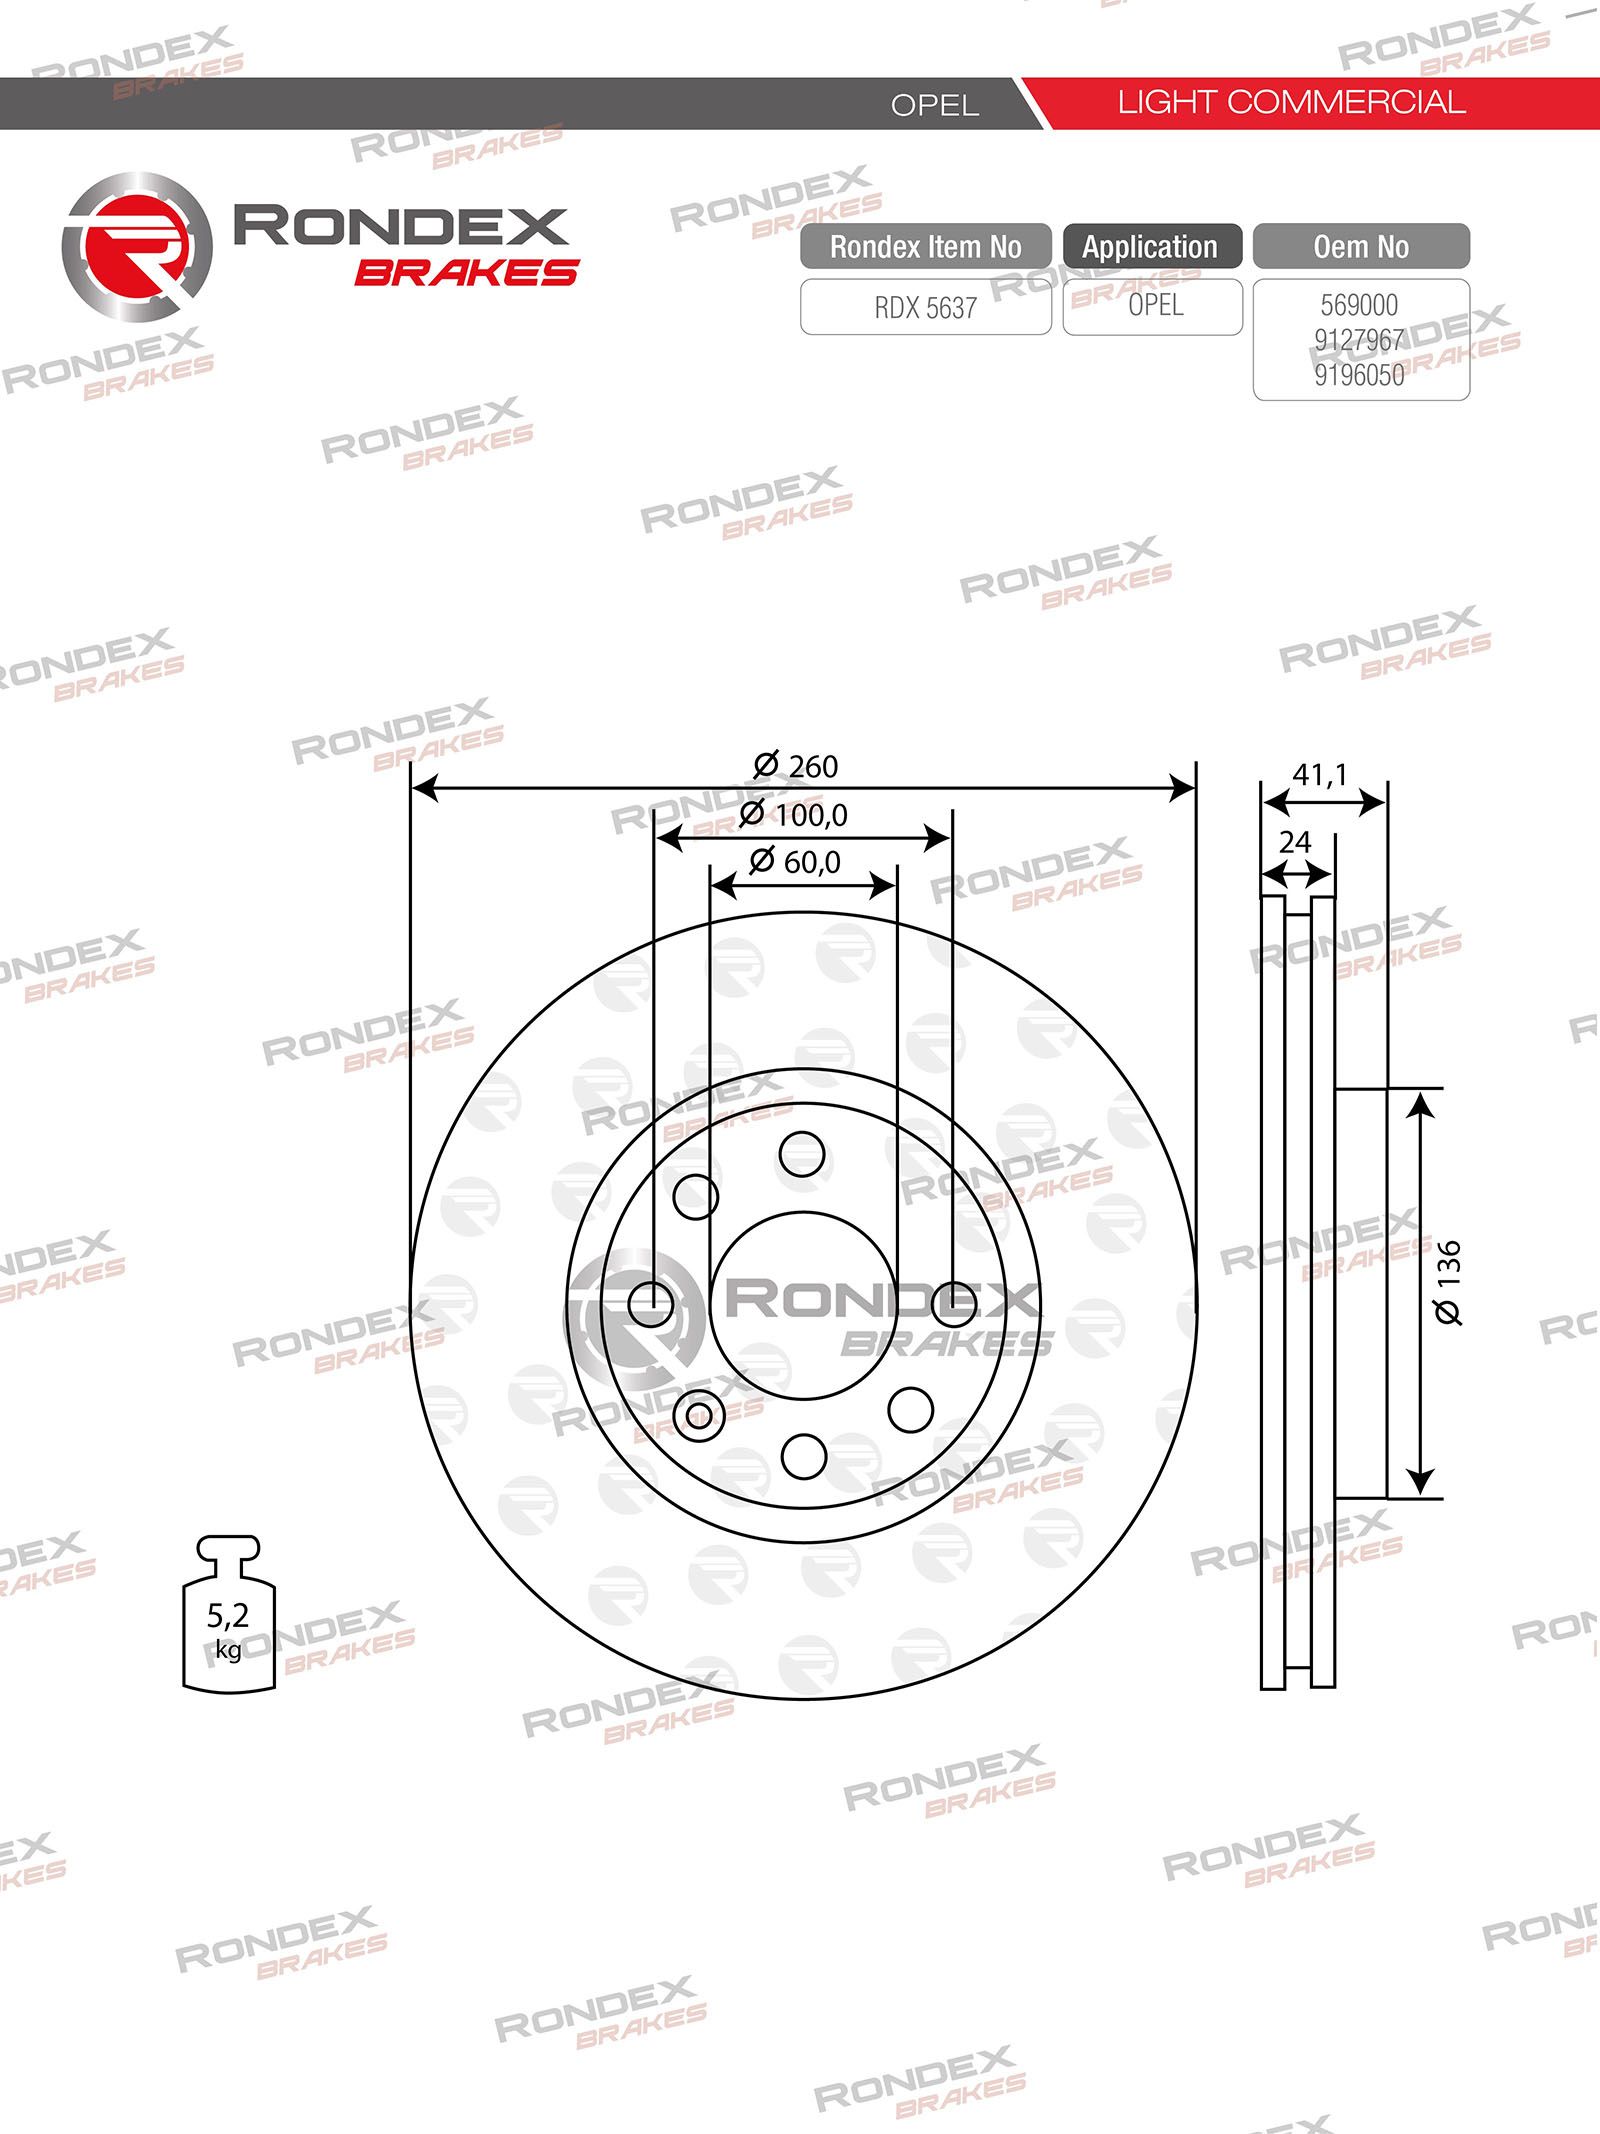 OPEL
LIGHT COMMERCIAL
RONDEX
BRAKES
Rondex Item No
Application
Oem No
RDX 5637
OPEL
569000
9127967
9196050
Ø 260
Ø 100,0
Ø 60,0
41,1
24
Ø 136
RONDEX
BRAKES
5,2
kg